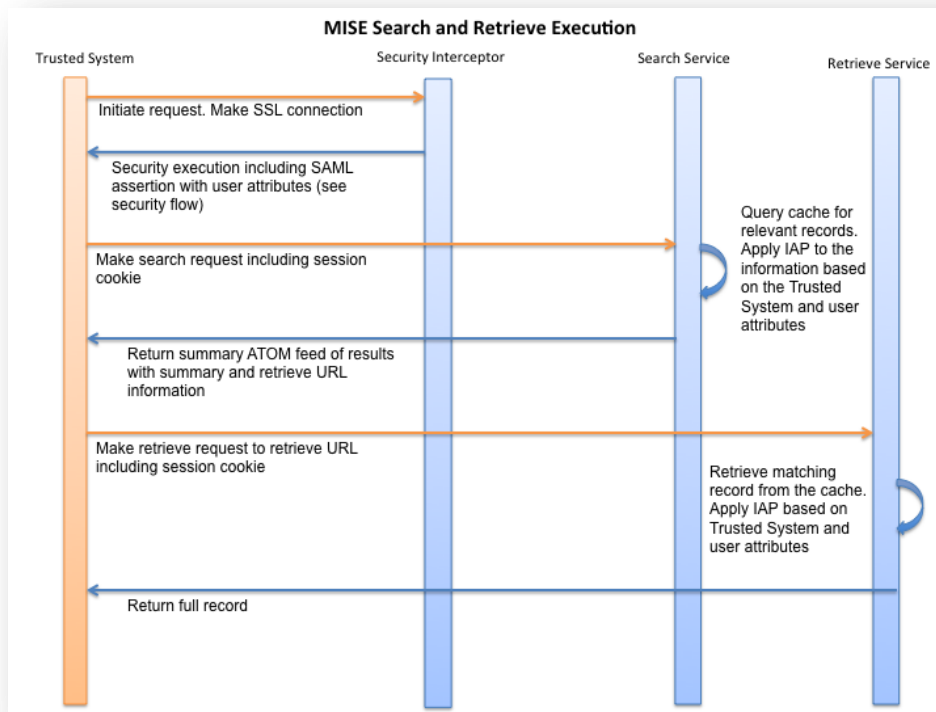 MISE Search and Retrieve Execution
Trusted System
Security Interceptor
Search Service
Retrieve Service
Initiate request. Make SSL connection
Security execution including SAML
assertion with user attributes (see
security flow)
Query cache for
relevant records.
Apply IAP to the
information based
on the Trusted
System and user
attributes
Make search request including session
cookie
Return summary ATOM feed of results
with summary and retrieve URL
information
Make retrieve request to retrieve URL
including session cookie
Retrieve matching
record from the cache.
Apply IAP based on
Trusted System and
user attributes
Return full record